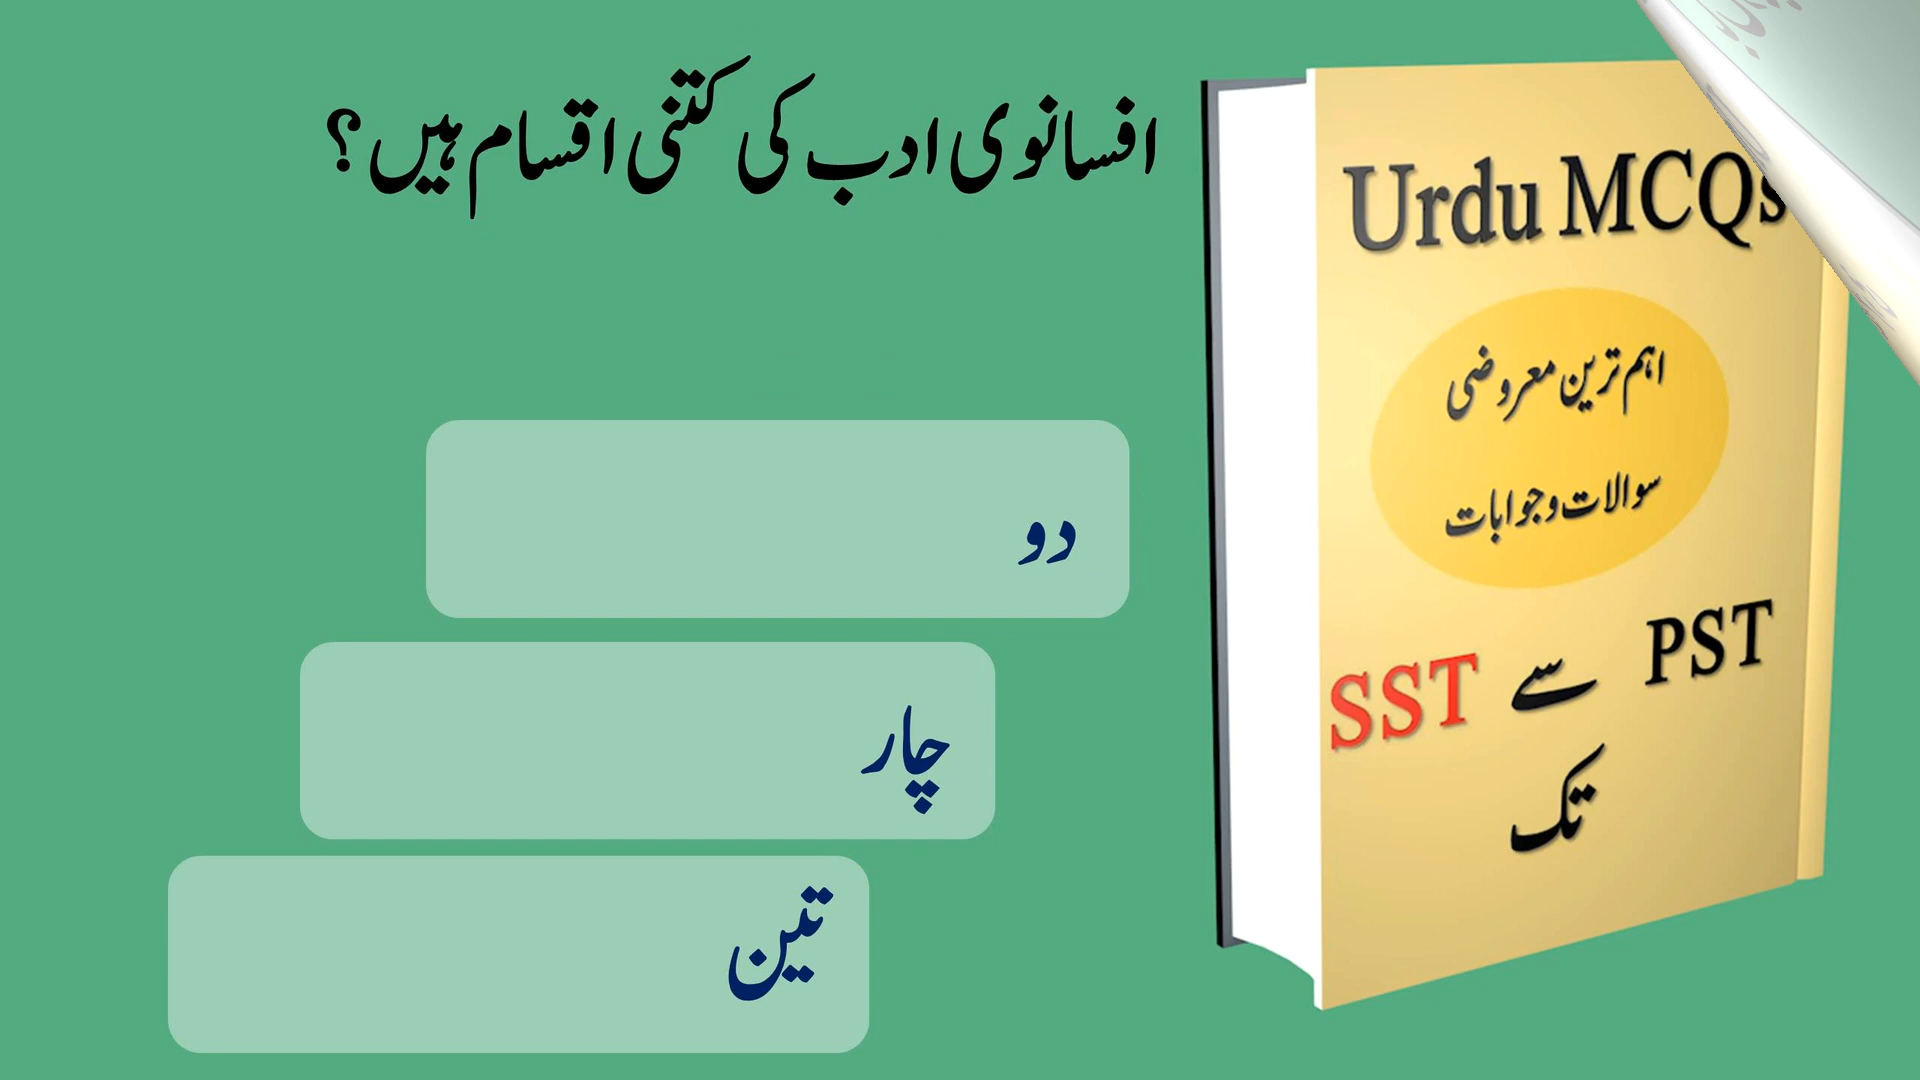 افسانوی ادب کی کتنی اقسام ہیں؟
دو
چار
تین
Urdu MCQs
اہم ترین معروضی
سوالات و جوابات
PST سے SST
تک